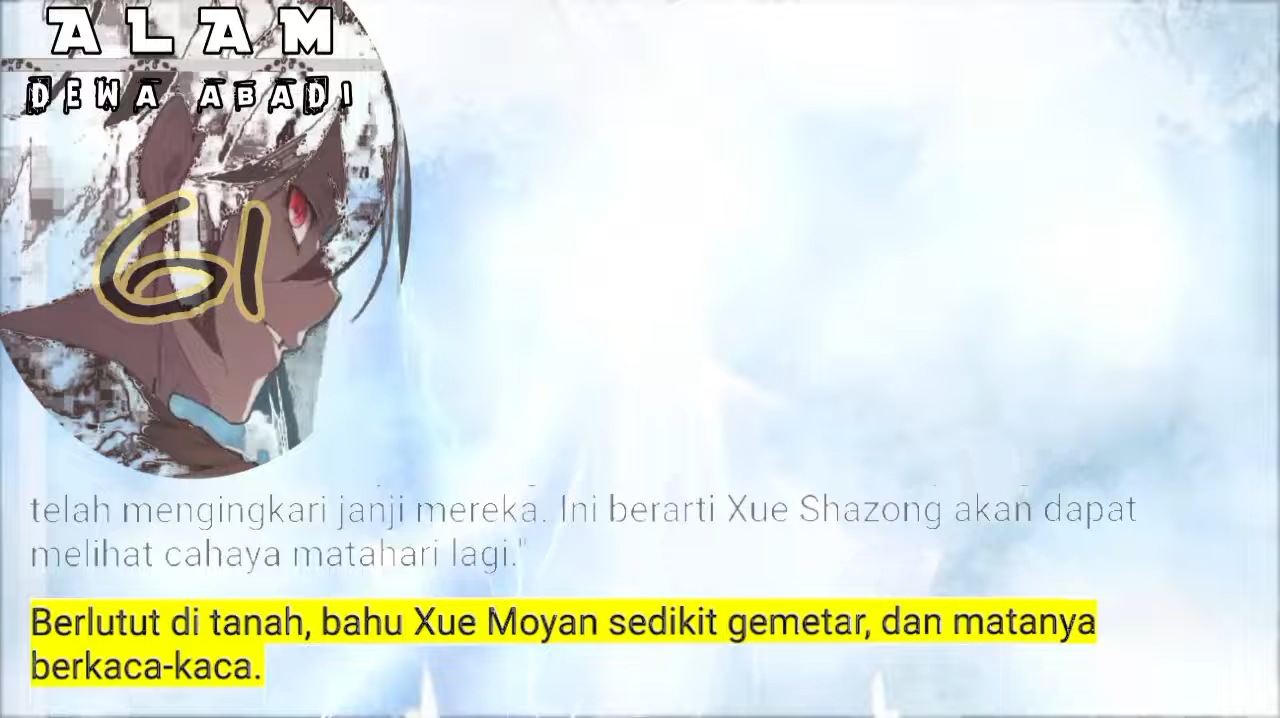 ALAM
DEWA ABADI
61
telah mengingkari janji mereka. Ini berarti Xue Shazong akan dapat
melihat cahaya matahari lagi."
Berlutut di tanah, bahu Xue Moyan sedikit gemetar, dan matanya
berkaca-kaca.